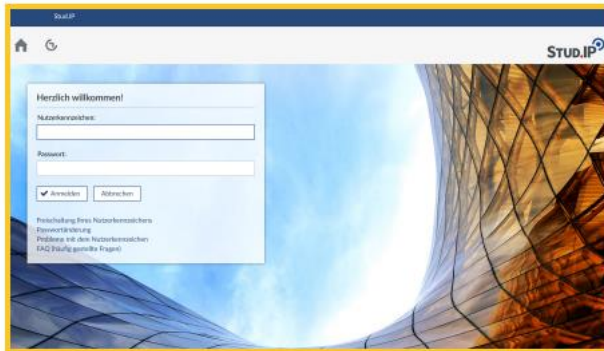 Stud.IP
STUD.IP
Herzlich willkommen!
Nutzerkennzeichen:
Passwort:
Anmelden Abbrechen
Freischaltung Ihres Nutzerkennzeichens
Passwortänderung
Probleme mit dem Nutzerkennzeichen
FAQ (häufig gestellte Fragen)